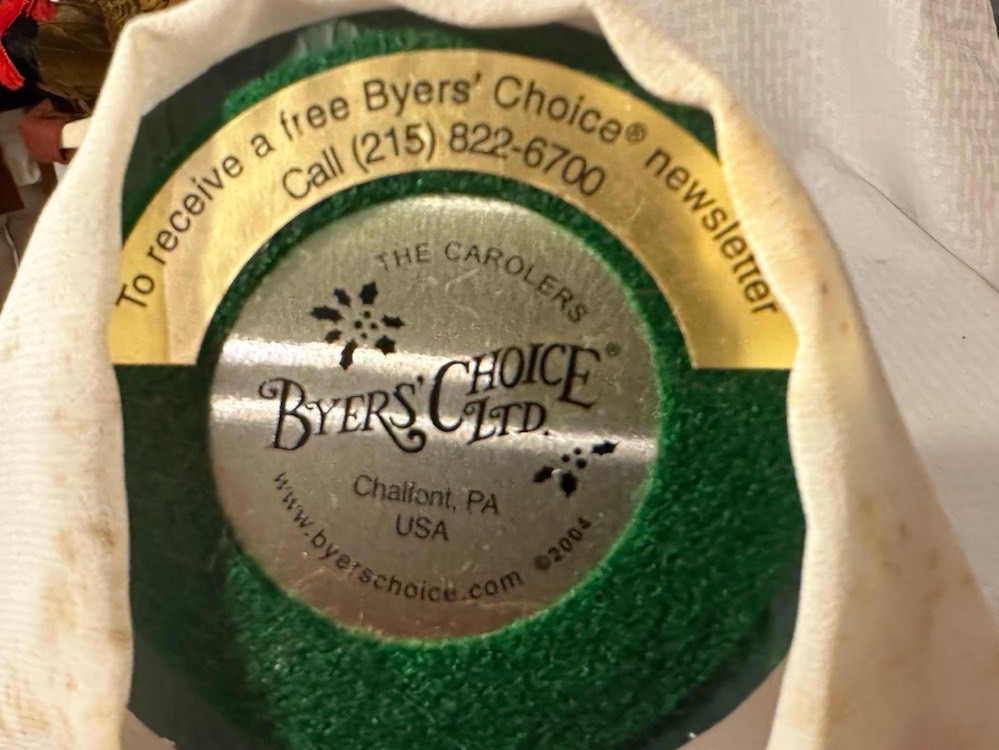 To receive a free Byers' Choice® newsletter
Call (215) 822-6700
THE CAROLERS
BYERS' CHOICE®
LTD.
Chalfont, PA
USA
www.byerschoice.com ©2004